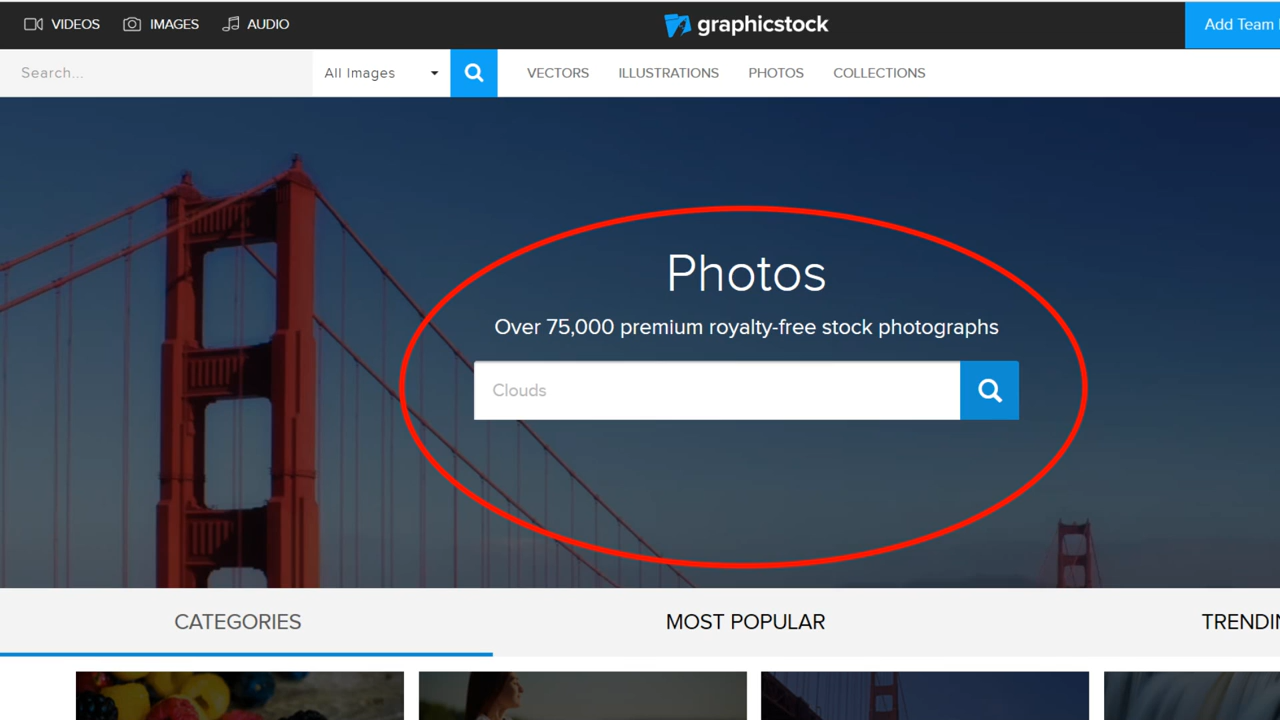 VIDEOS IMAGES AUDIO graphicstock Add Team
Search... All Images VECTORS ILLUSTRATIONS PHOTOS COLLECTIONS
Photos
Over 75,000 premium royalty-free stock photographs
Clouds
CATEGORIES MOST POPULAR TRENDIN